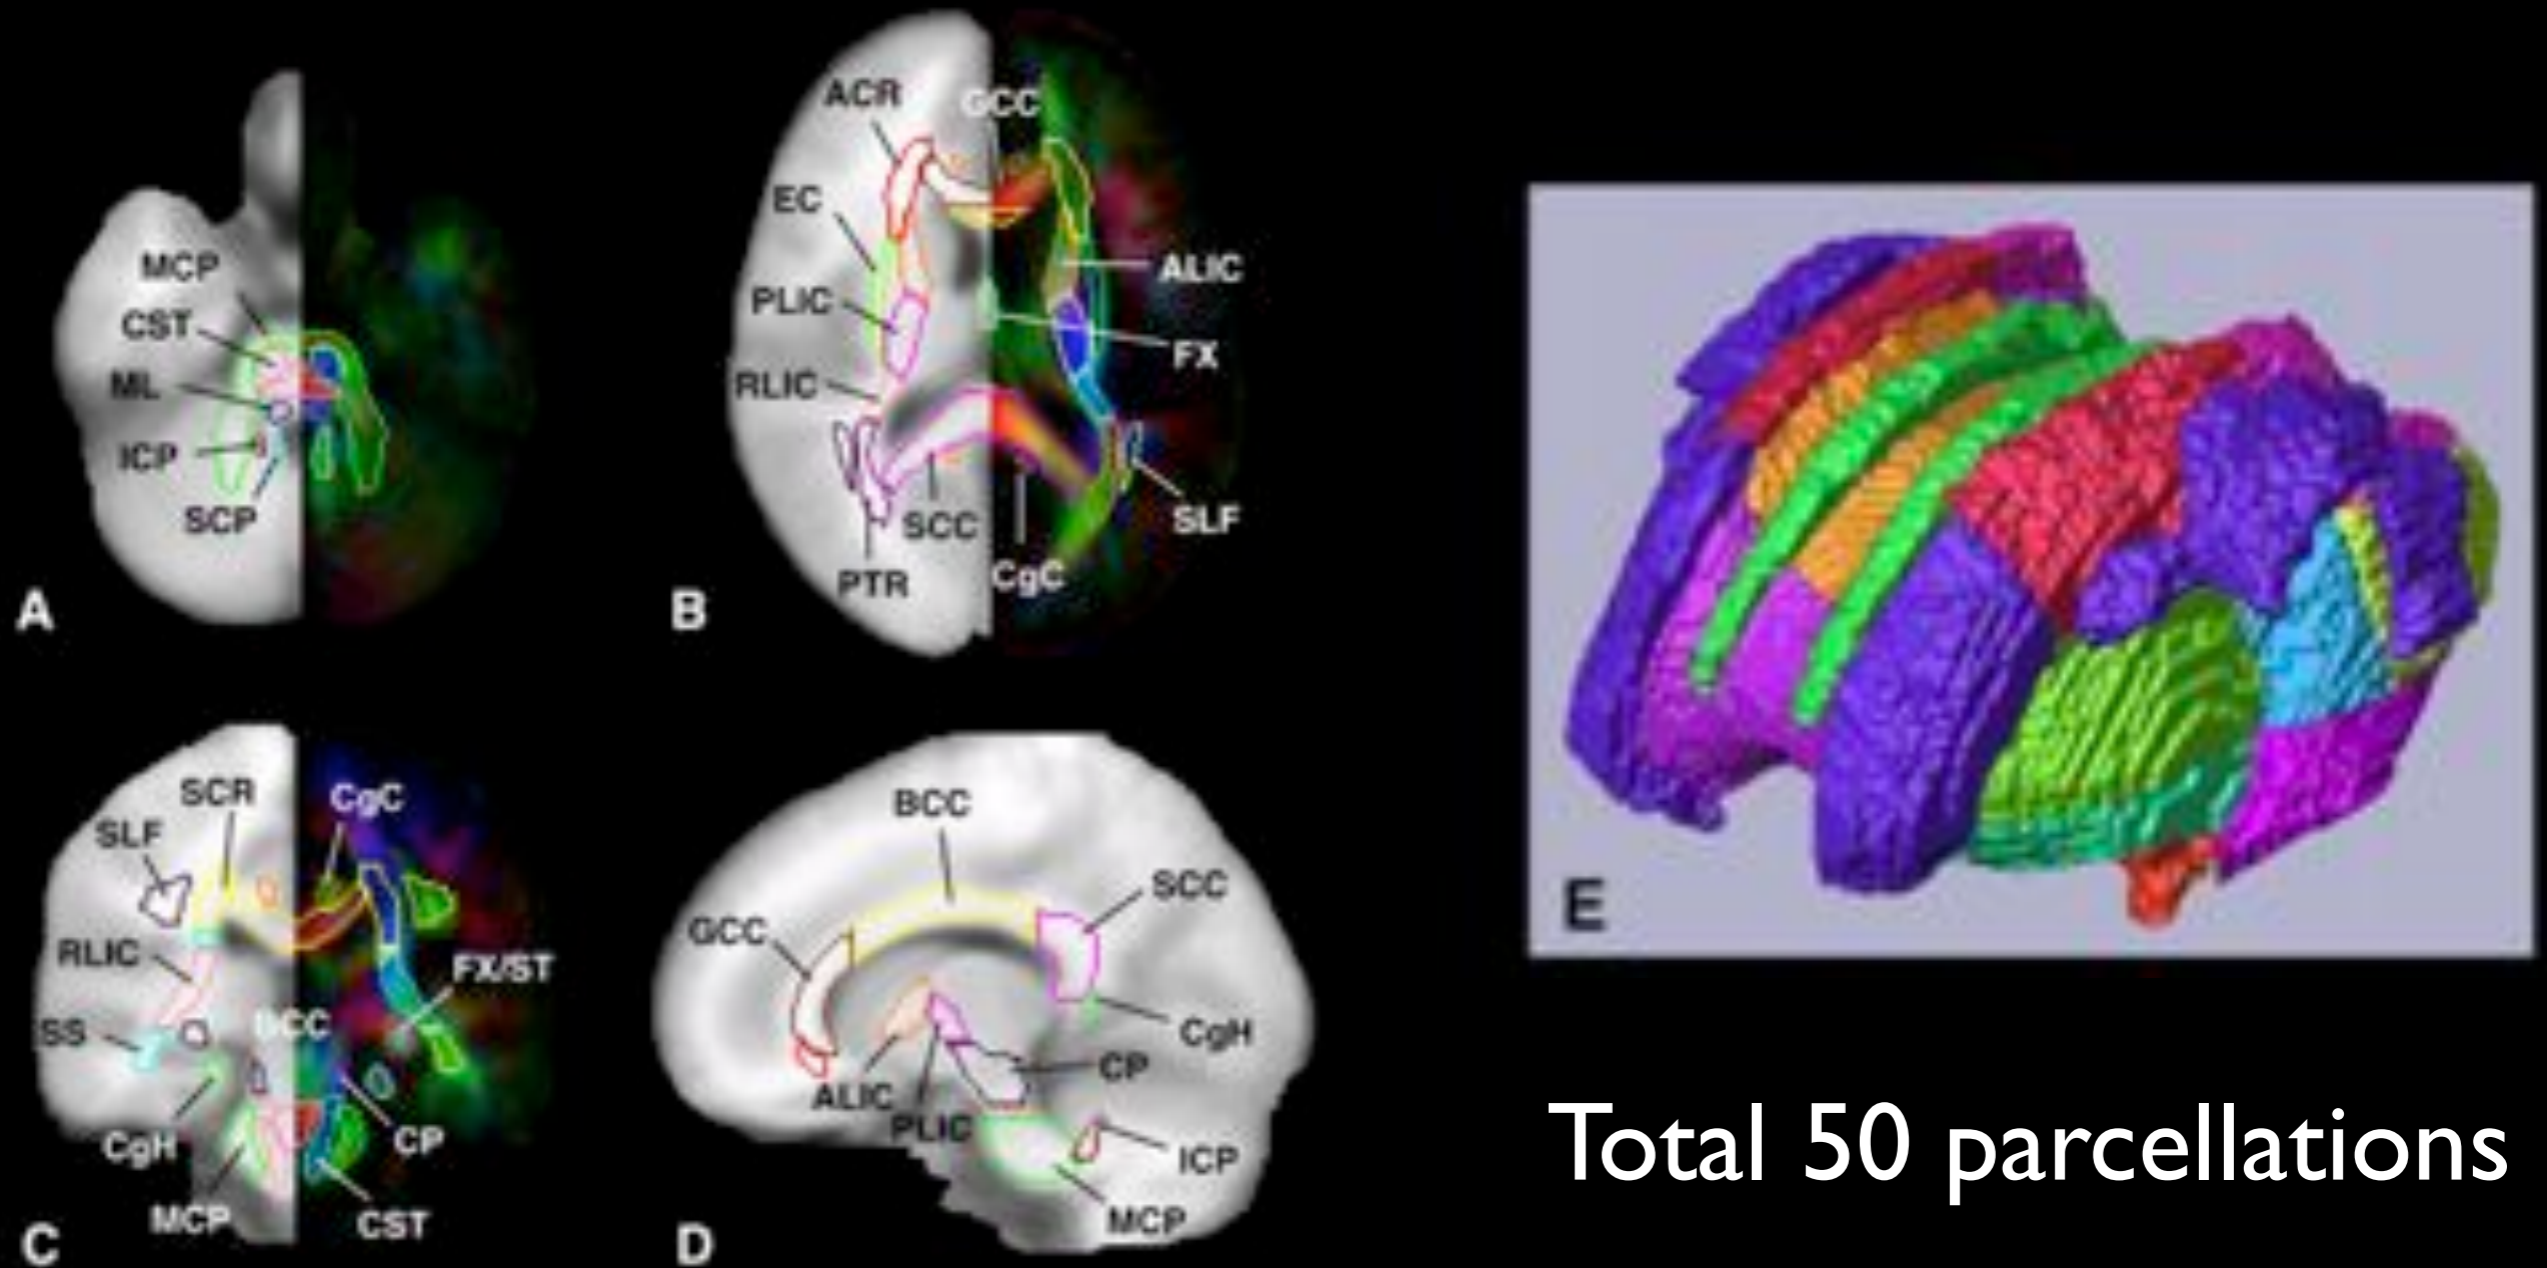 MCP
CST
ML
ICP
SCP
A
ACR
GCC
EC
ALIC
PLIC
FX
RLIC
SCC
SLF
PTR
CgC
B
SCR
CgC
SLF
RLIC
FX/ST
SS
BCC
CgH
CP
MCP
CST
C
BCC
SCC
GCC
CgH
ALIC
CP
PLIC
ICP
MCP
D
E
Total 50 parcellations